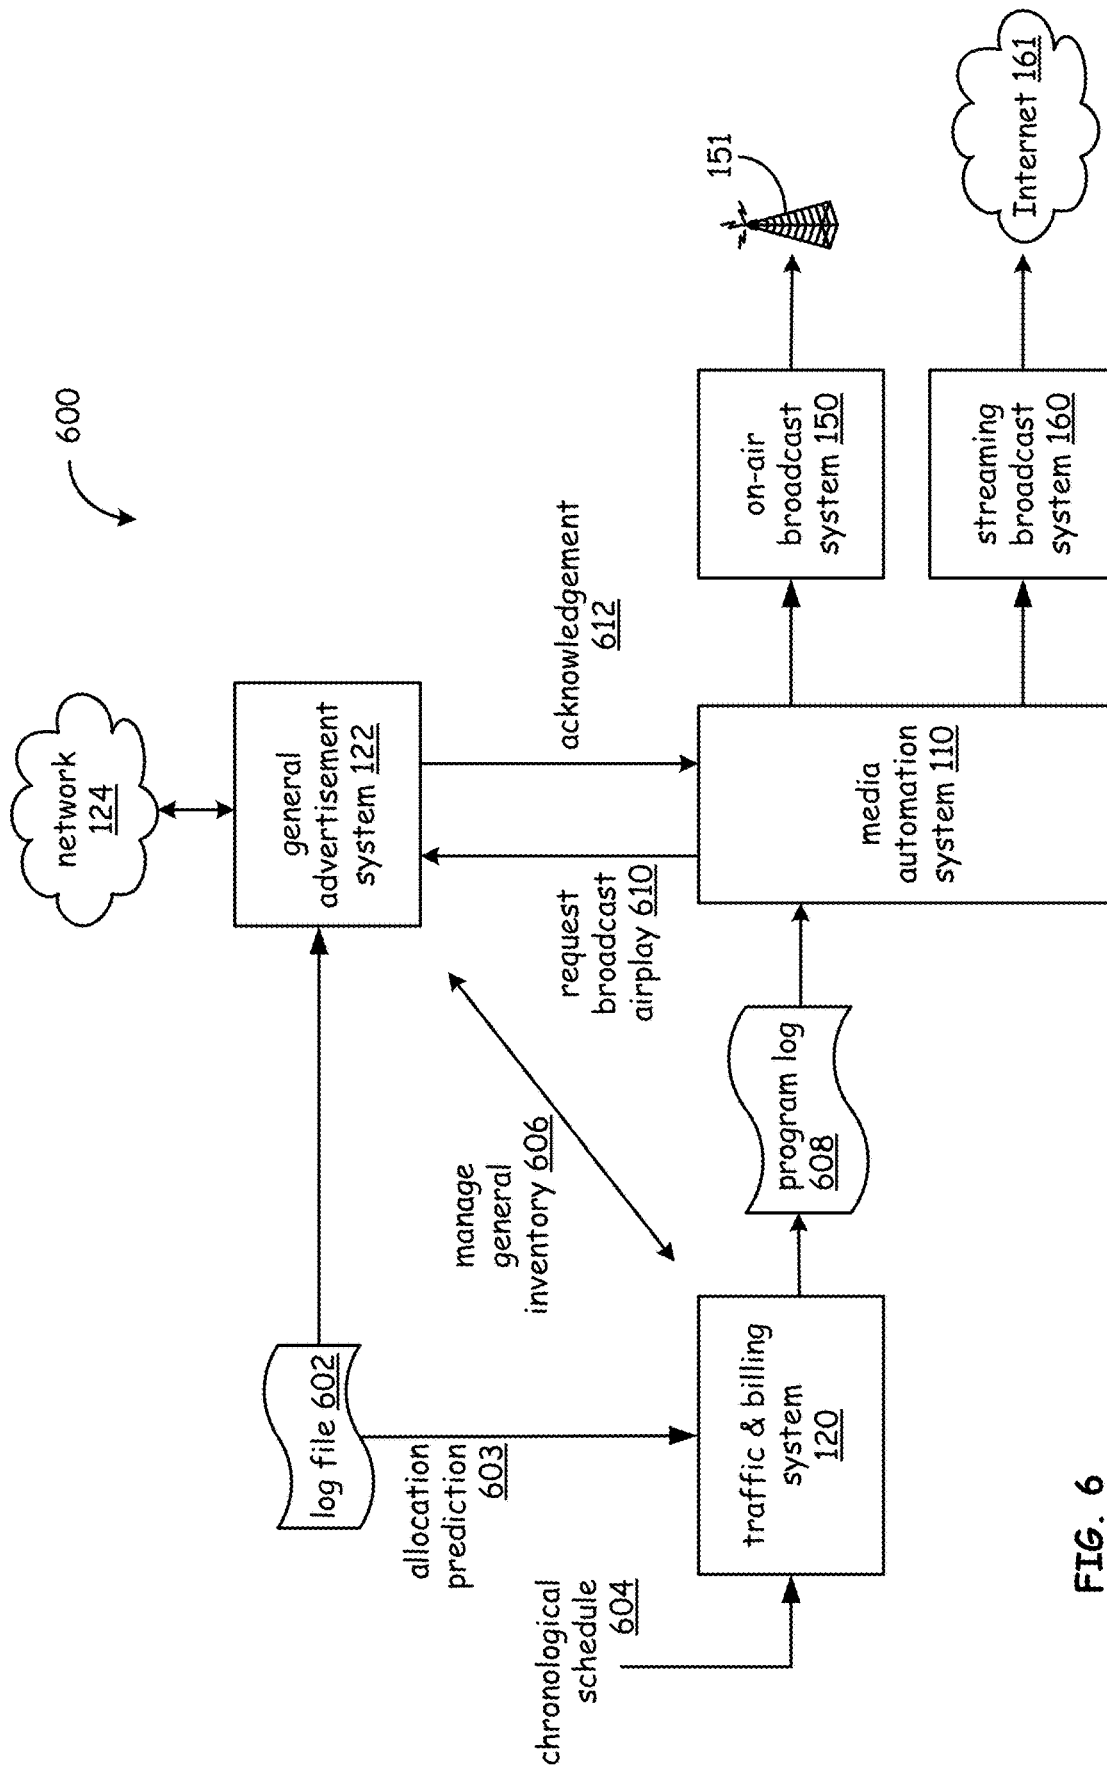 600
network
124
general
advertisement
system 122
log file 602
allocation
prediction
603
manage
general
inventory 606
request
broadcast
airplay 610
acknowledgement
612
chronological
schedule
604
traffic & billing
system
120
program log
608
media
automation
system 110
on-air
broadcast
system 150
151
streaming
broadcast
system 160
Internet 161
FIG. 6